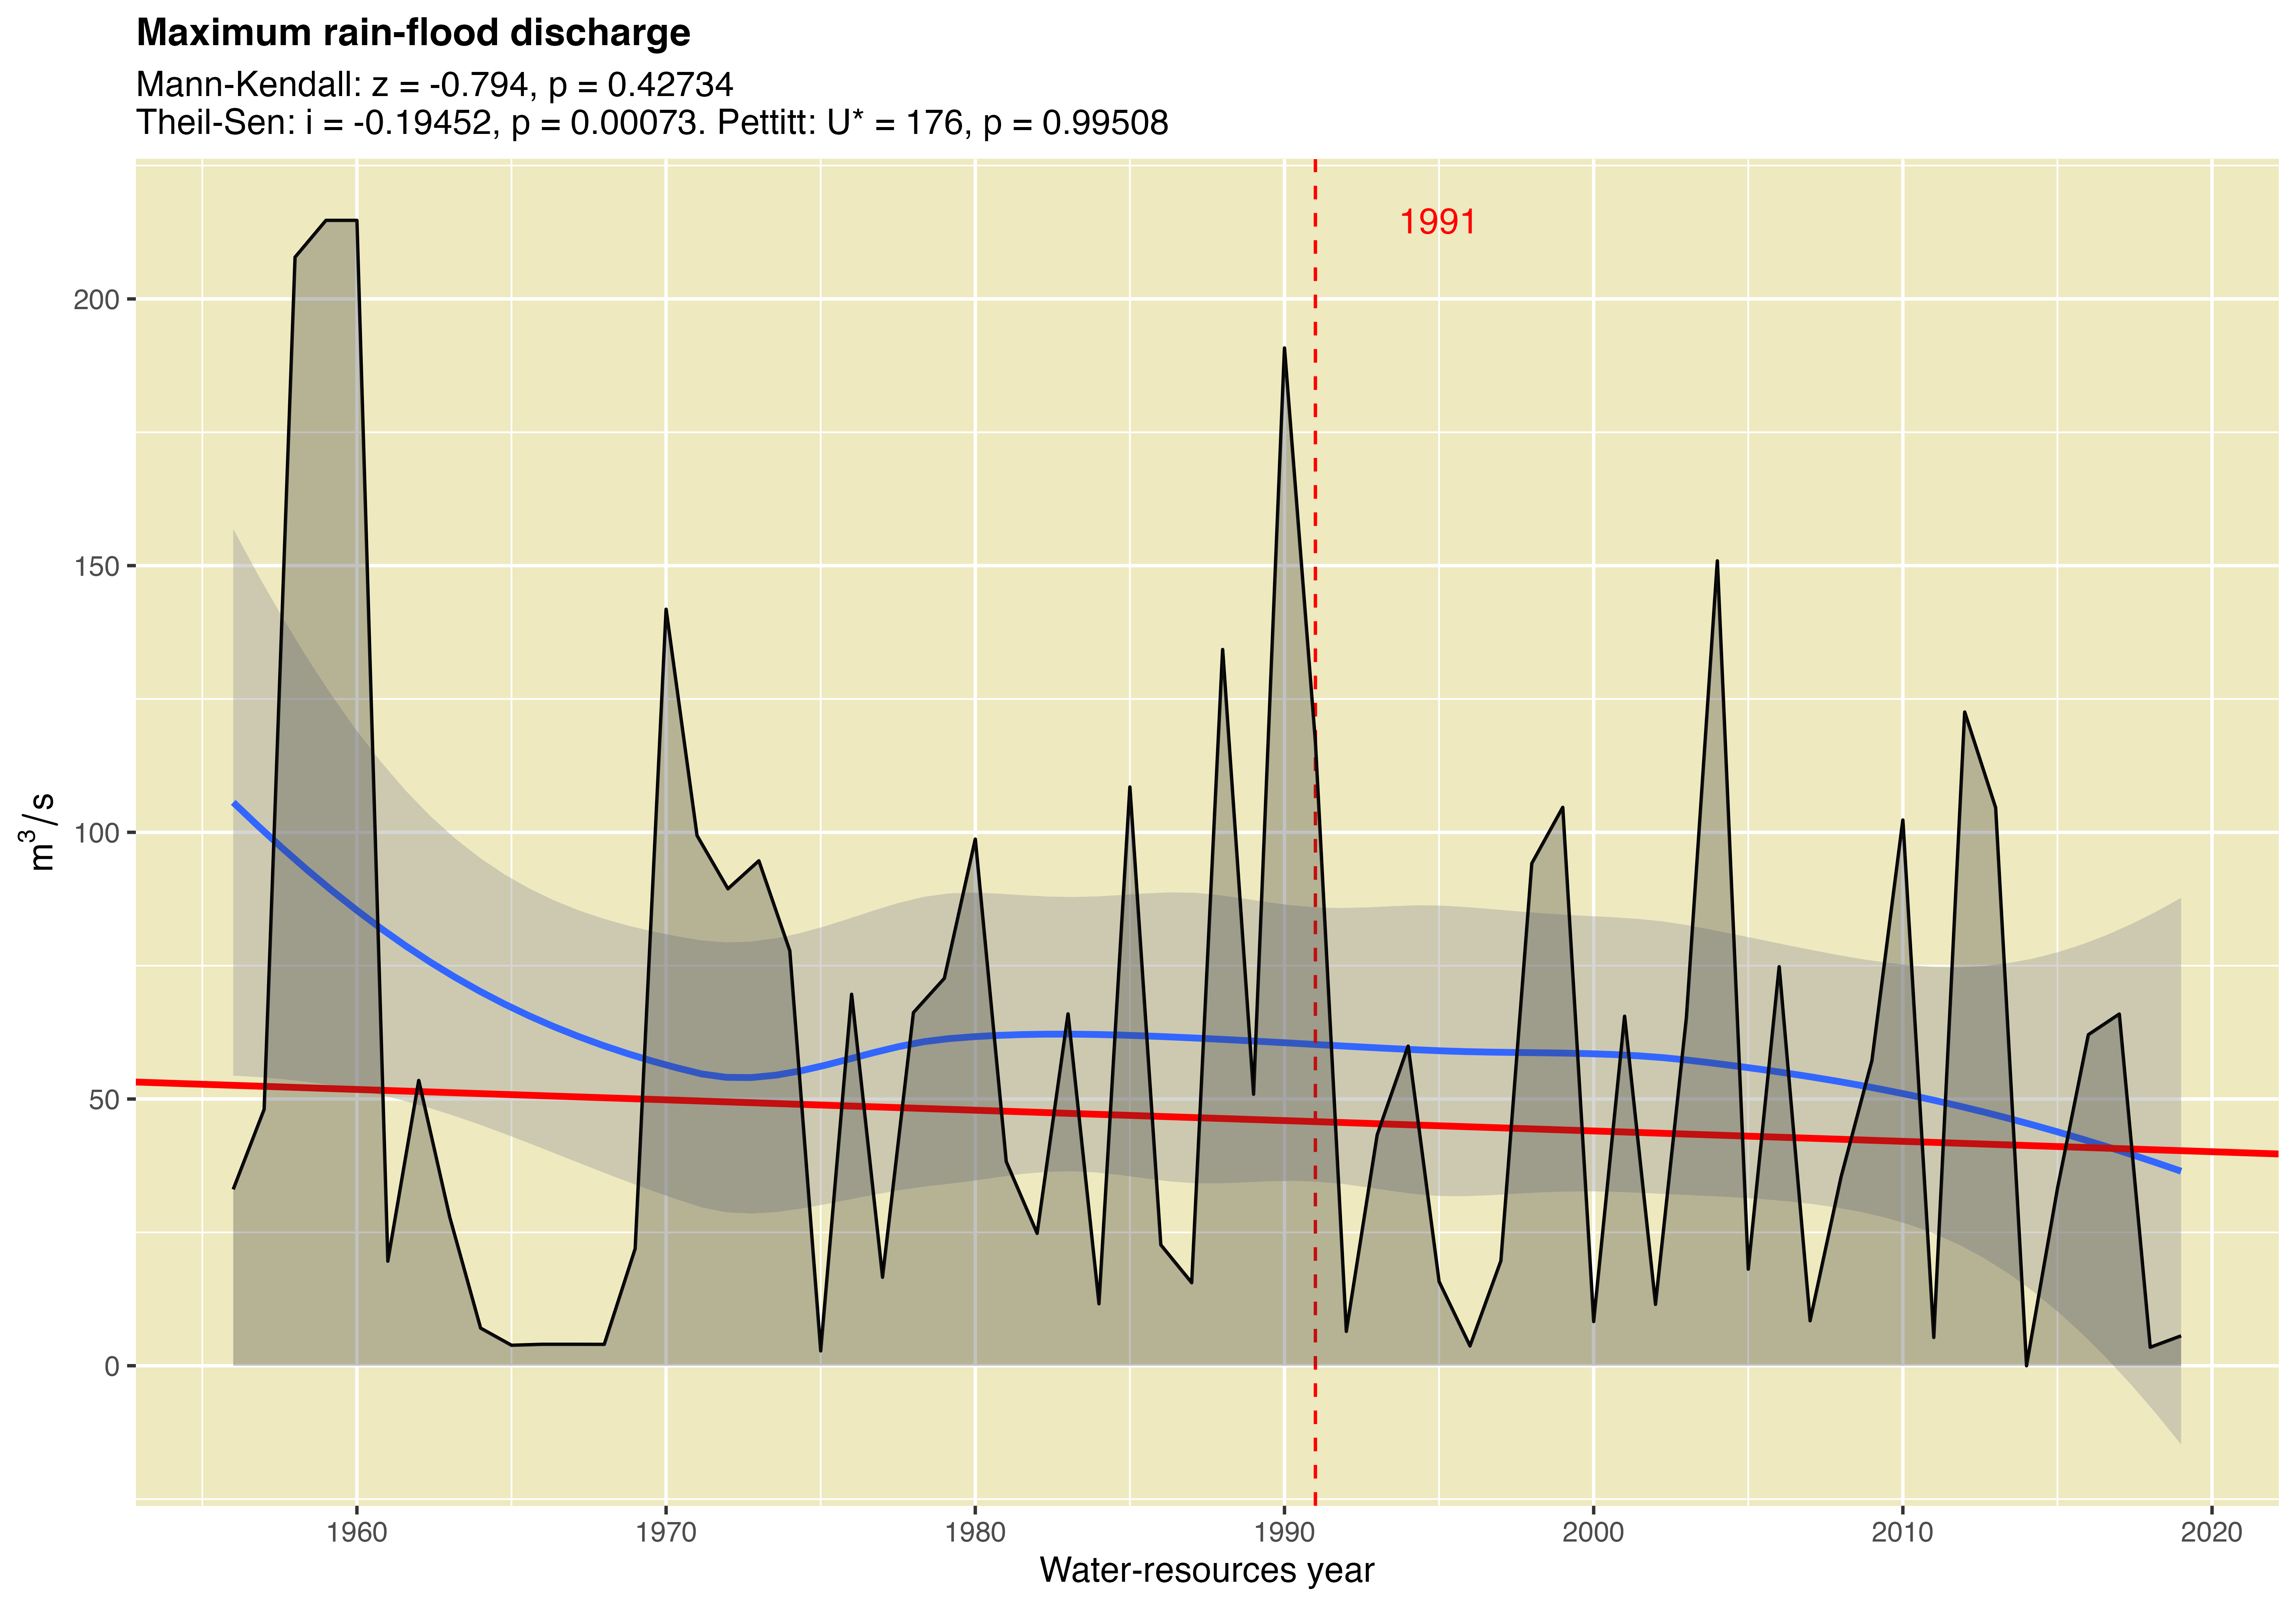 Maximum rain-flood discharge
Mann-Kendall: z = -0.794, p = 0.42734
Theil-Sen: i = -0.19452, p = 0.00073. Pettitt: U* = 176, p = 0.99508
1991
200
150
100
50
0
m³/s
1960 1970 1980 1990 2000 2010 2020
Water-resources year